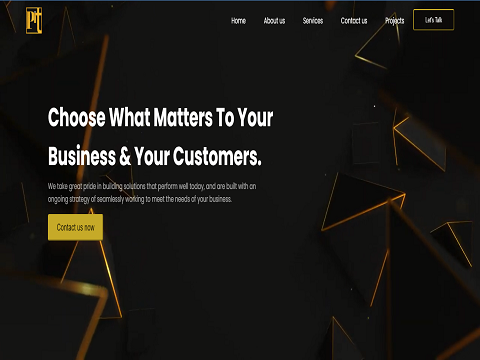 Prt
Home About us Services Contact us Projects Let's Talk
Choose What Matters To Your
Business & Your Customers.
We take great pride in building solutions that perform well today, and are built with an
ongoing strategy of seamlessly working to meet the needs of your business.
Contact us now